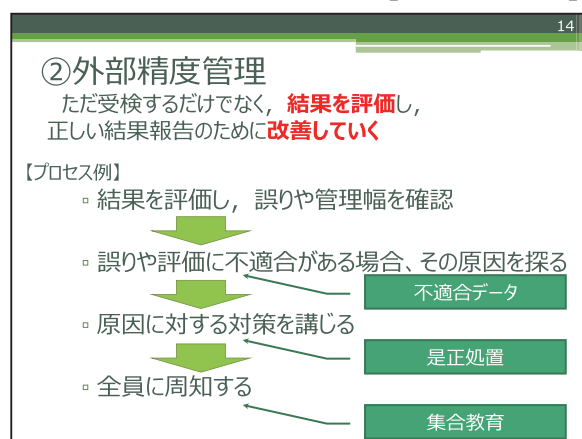 14
②外部精度管理
ただ受検するだけでなく，結果を評価し，
正しい結果報告のために改善していく
【プロセス例】
▫ 結果を評価し，誤りや管理幅を確認
▫ 誤りや評価に不適合がある場合、その原因を探る
不適合データ
▫ 原因に対する対策を講じる
是正処置
▫ 全員に周知する
集合教育